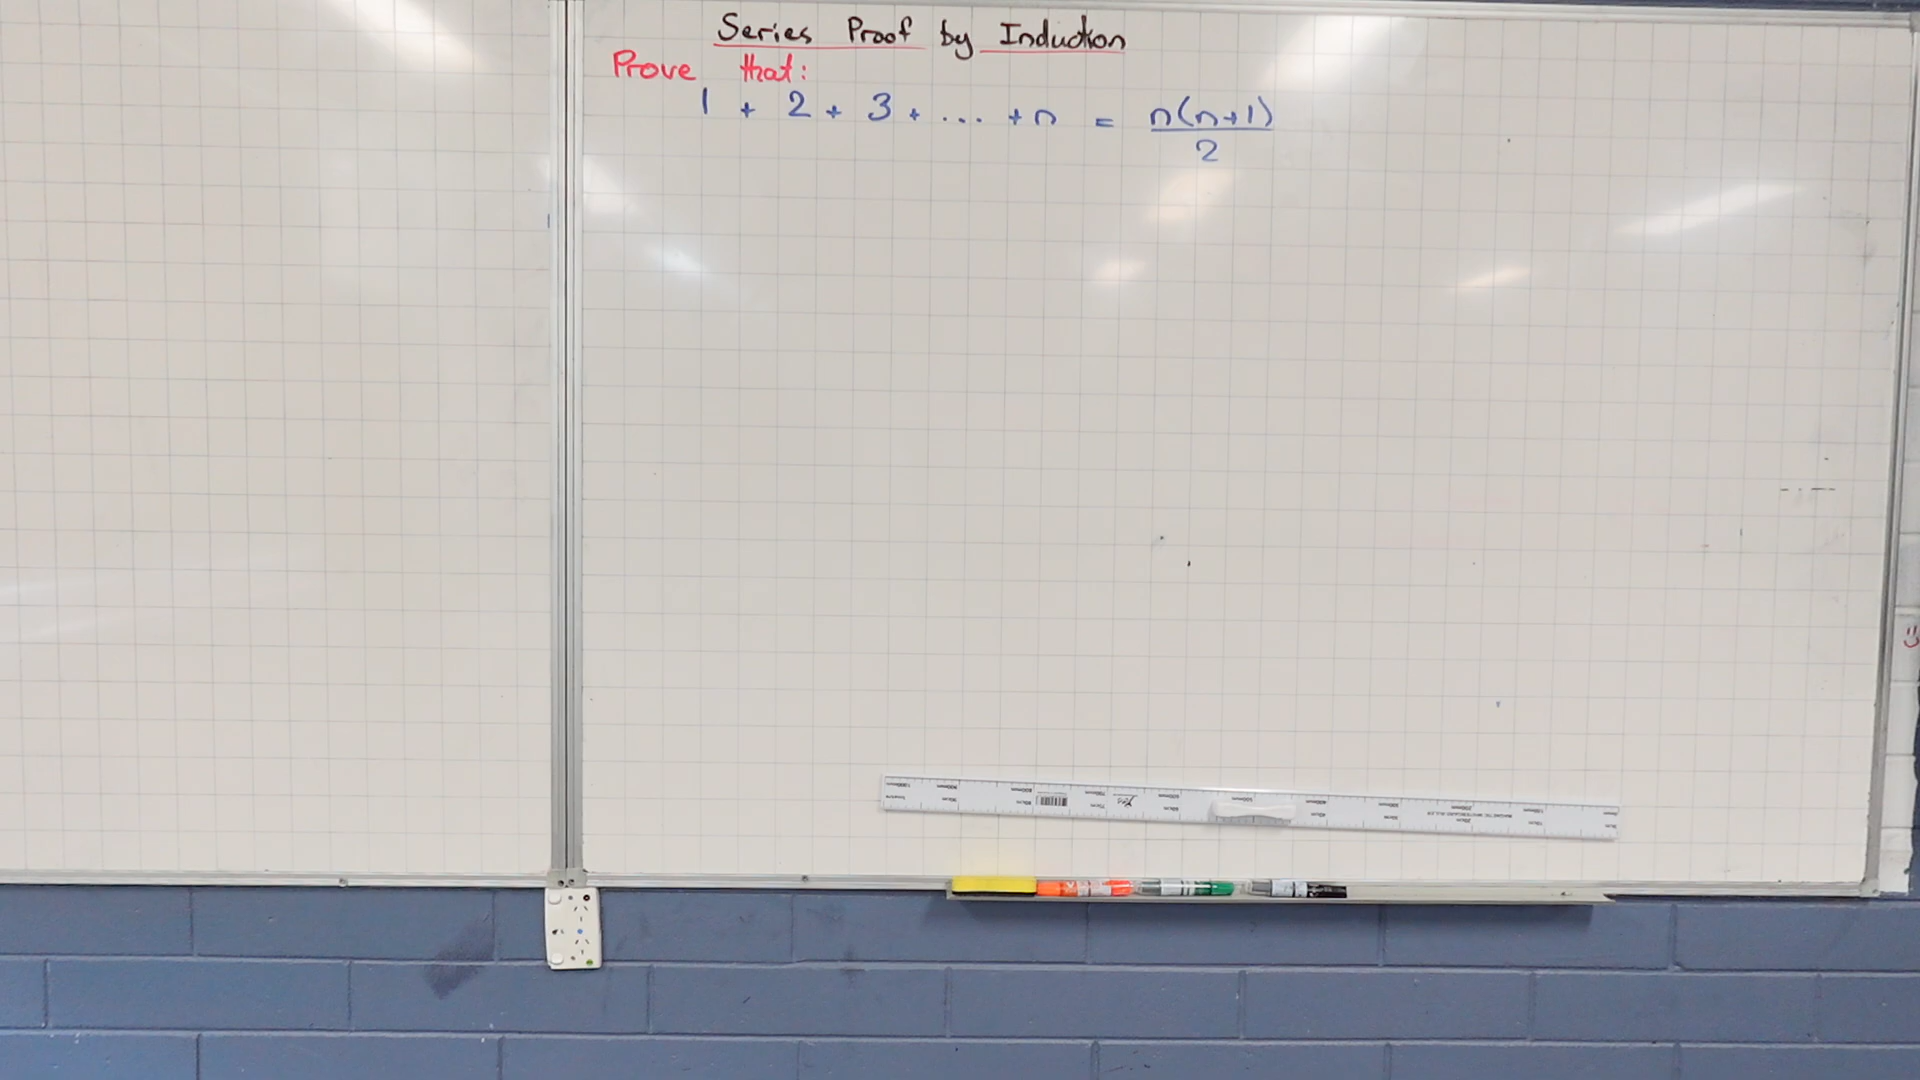 Series Proof by Induction
Prove that:
1 + 2 + 3 + ... + n = n(n+1)
2